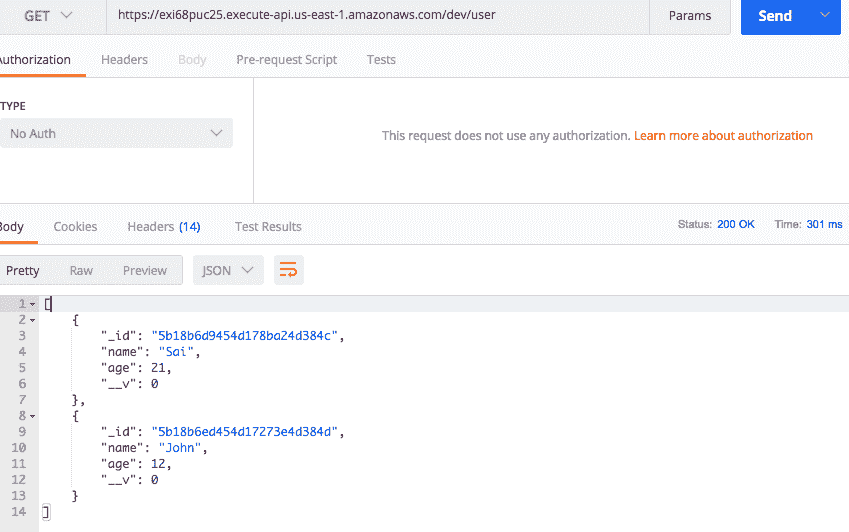 GET https://exi68puc25.execute-api.us-east-1.amazonaws.com/dev/user Params Send
Authorization Headers Body Pre-request Script Tests
TYPE
No Auth
This request does not use any authorization. Learn more about authorization
Body Cookies Headers (14) Test Results Status: 200 OK Time: 301 ms
Pretty Raw Preview JSON
1 [
2 {
3 "_id": "5b18b6d9454d178ba24d384c",
4 "name": "Sai",
5 "age": 21,
6 "__v": 0
7 },
8 {
9 "_id": "5b18b6ed454d17273e4d384d",
10 "name": "John",
11 "age": 12,
12 "__v": 0
13 }
14 ]